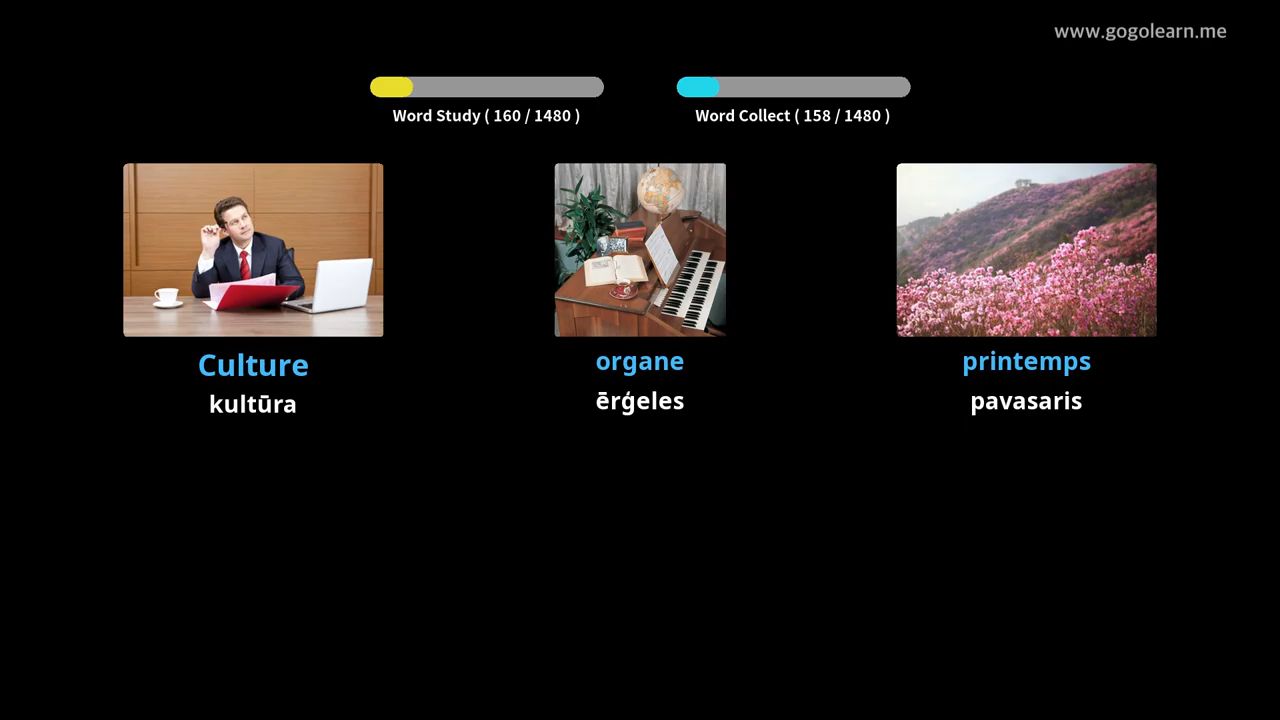 www.gogolearn.me
Word Study ( 160 / 1480 )
Word Collect ( 158 / 1480 )
Culture
kultūra
organe
ērģeles
printemps
pavasaris